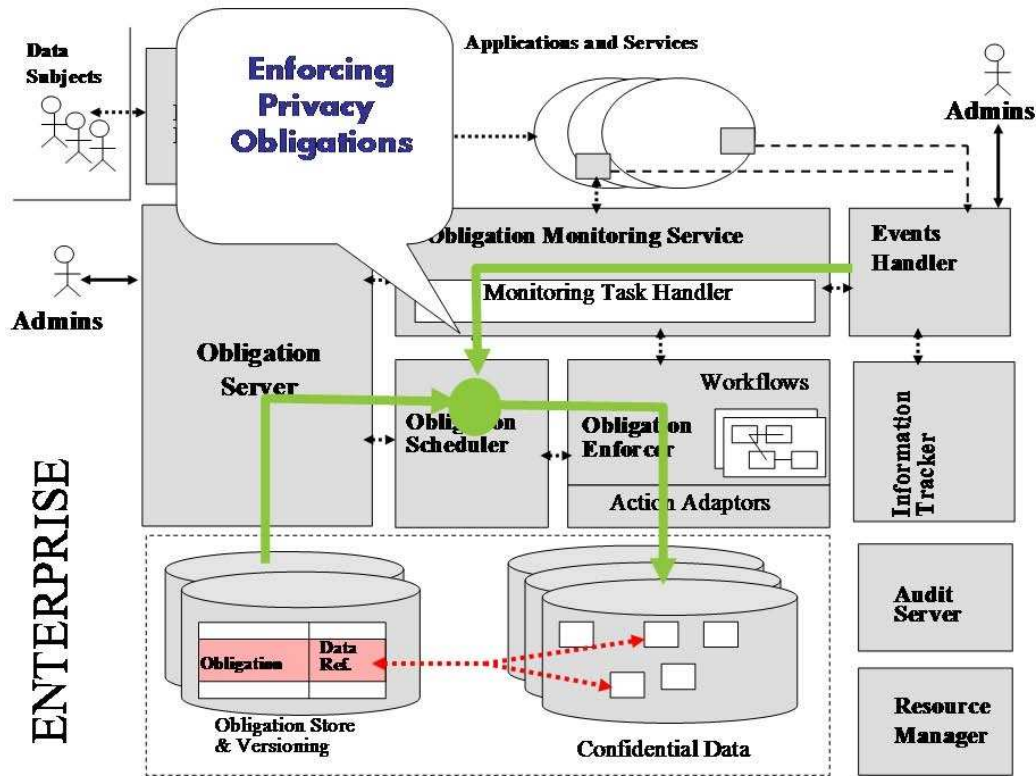 Data
Subjects
Enforcing
Privacy
Obligations
Applications and Services
Admins
Admins
Obligation Monitoring Service
Monitoring Task Handler
Events
Handler
Obligation
Server
Obligation
Scheduler
Workflows
Obligation
Enforcer
Action Adaptors
Information
Tracker
ENTERPRISE
Obligation
Data
Ref.
Obligation Store
& Versioning
Confidential Data
Audit
Server
Resource
Manager